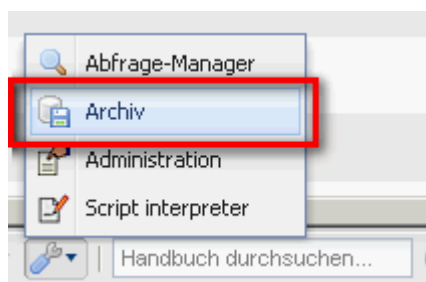 Abfrage-Manager
Archiv
Administration
Script interpreter
Handbuch durchsuchen...